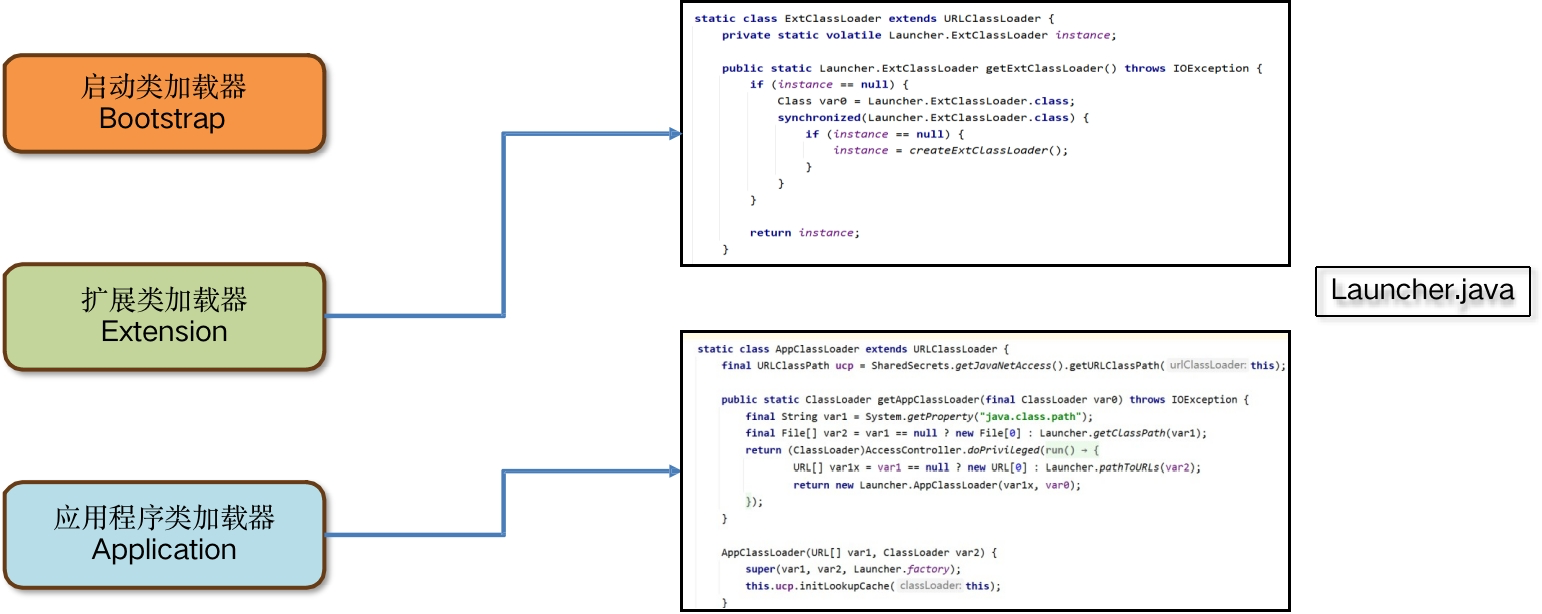 启动类加载器
Bootstrap
扩展类加载器
Extension
应用程序类加载器
Application
static class ExtClassLoader extends URLClassLoader {
private static volatile Launcher.ExtClassLoader instance;
public static Launcher.ExtClassLoader getExtClassLoader() throws IOException {
if (instance == null) {
Class var0 = Launcher.ExtClassLoader.class;
synchronized(Launcher.ExtClassLoader.class) {
if (instance == null) {
instance = createExtClassLoader();
}
}
}
return instance;
}
static class AppClassLoader extends URLClassLoader {
final URLClassPath ucp = SharedSecrets.getJavaNetAccess().getURLClassPath( urlClassLoader: this);
public static ClassLoader getAppClassLoader(final ClassLoader var0) throws IOException {
final String var1 = System.getProperty("java.class.path");
final File[] var2 = var1 == null ? new File[0] : Launcher.getClassPath(var1);
return (ClassLoader)AccessController.doPrivileged(run() → {
URL[] var1x = var1 == null ? new URL[0] : Launcher.pathToURLs(var2);
return new Launcher.AppClassLoader(var1x, var0);
});
}
AppClassLoader(URL[] var1, ClassLoader var2) {
super(var1, var2, Launcher.factory);
this.ucp.initLookupCache( classLoader: this);
}
Launcher.java